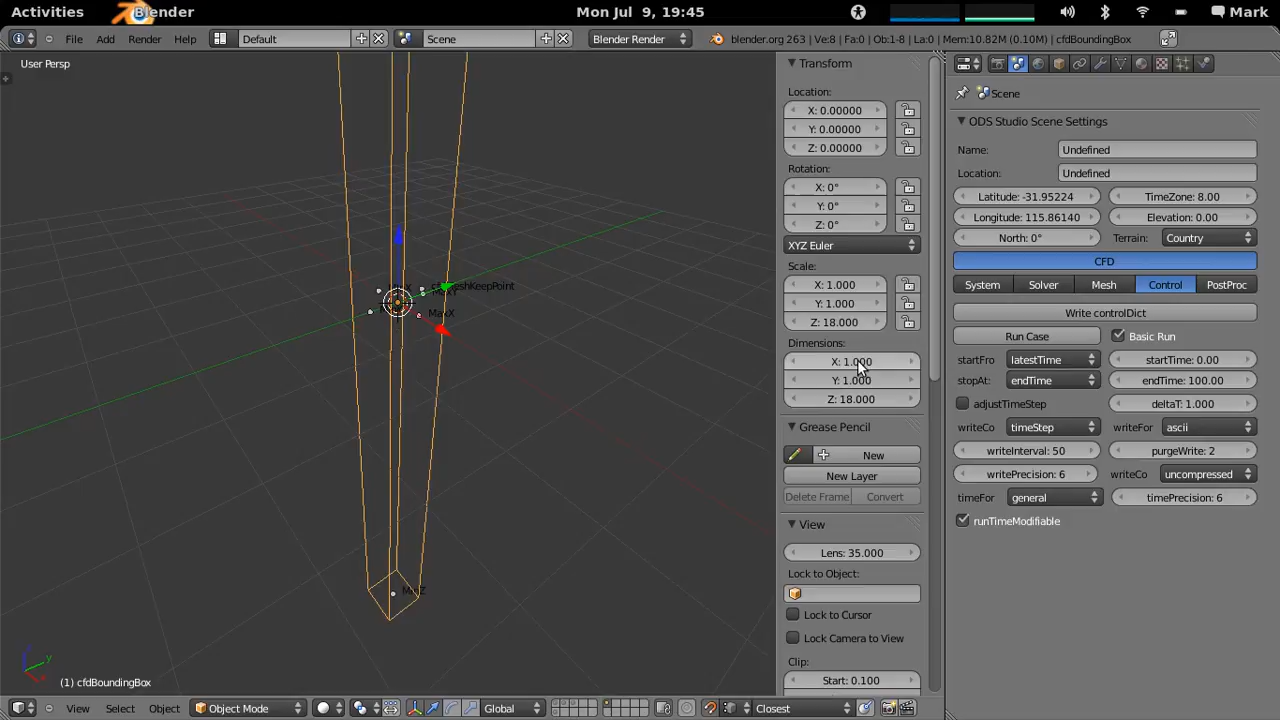 Activities Blender Mon Jul 9, 19:45 Mark
File Add Render Help Default Scene Blender Render blender.org 263 | Ve:8 | Fa:0 | Ob:1-8 | La:0 | Mem:10.82M (0.10M) | cfdBoundingBox
User Persp
Transform
Location:
X: 0.00000
Y: 0.00000
Z: 0.00000
Rotation:
X: 0°
Y: 0°
Z: 0°
XYZ Euler
Scale:
X: 1.000
Y: 1.000
Z: 18.000
Dimensions:
X: 1.000
Y: 1.000
Z: 18.000
Grease Pencil
New
New Layer
Delete Frame Convert
View
Lens: 35.000
Lock to Object:
Lock to Cursor
Lock Camera to View
Clip:
Start: 0.100
Scene
ODS Studio Scene Settings
Name: Undefined
Location: Undefined
Latitude: -31.95224 TimeZone: 8.00
Longitude: 115.86140 Elevation: 0.00
North: 0° Terrain: Country
CFD
System Solver Mesh Control PostProc
Write controlDict
Run Case Basic Run
startFro latestTime startTime: 0.00
stopAt: endTime endTime: 100.00
adjustTimeStep deltaT: 1.000
writeCo timeStep writeFor ascii
writeInterval: 50 purgeWrite: 2
writePrecision: 6 writeCo uncompressed
timeFor general timePrecision: 6
runTimeModifiable
MaxX
z
y
(1) cfdBoundingBox
View Select Object Object Mode Global Closest